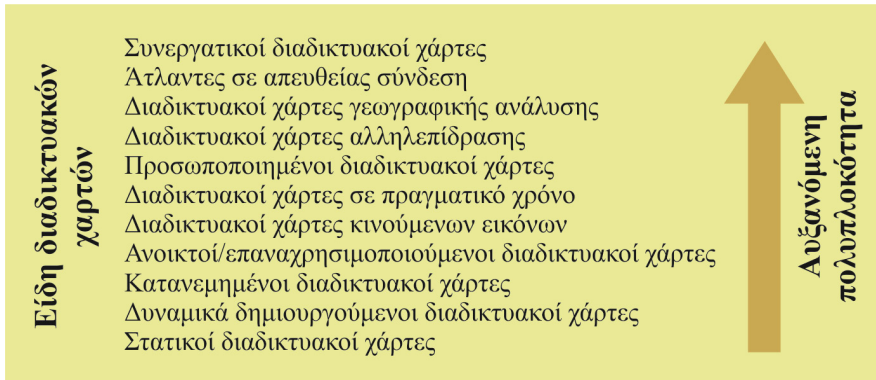 Είδη διαδικτυακών
χαρτών
Συνεργατικοί διαδικτυακοί χάρτες
Άτλαντες σε απευθείας σύνδεση
Διαδικτυακοί χάρτες γεωγραφικής ανάλυσης
Διαδικτυακοί χάρτες αλληλεπίδρασης
Προσωποποιημένοι διαδικτυακοί χάρτες
Διαδικτυακοί χάρτες σε πραγματικό χρόνο
Διαδικτυακοί χάρτες κινούμενων εικόνων
Ανοικτοί/επαναχρησιμοποιούμενοι διαδικτυακοί χάρτες
Κατανεμημένοι διαδικτυακοί χάρτες
Δυναμικά δημιουργούμενοι διαδικτυακοί χάρτες
Στατικοί διαδικτυακοί χάρτες
Αυξανόμενη
πολυπλοκότητα